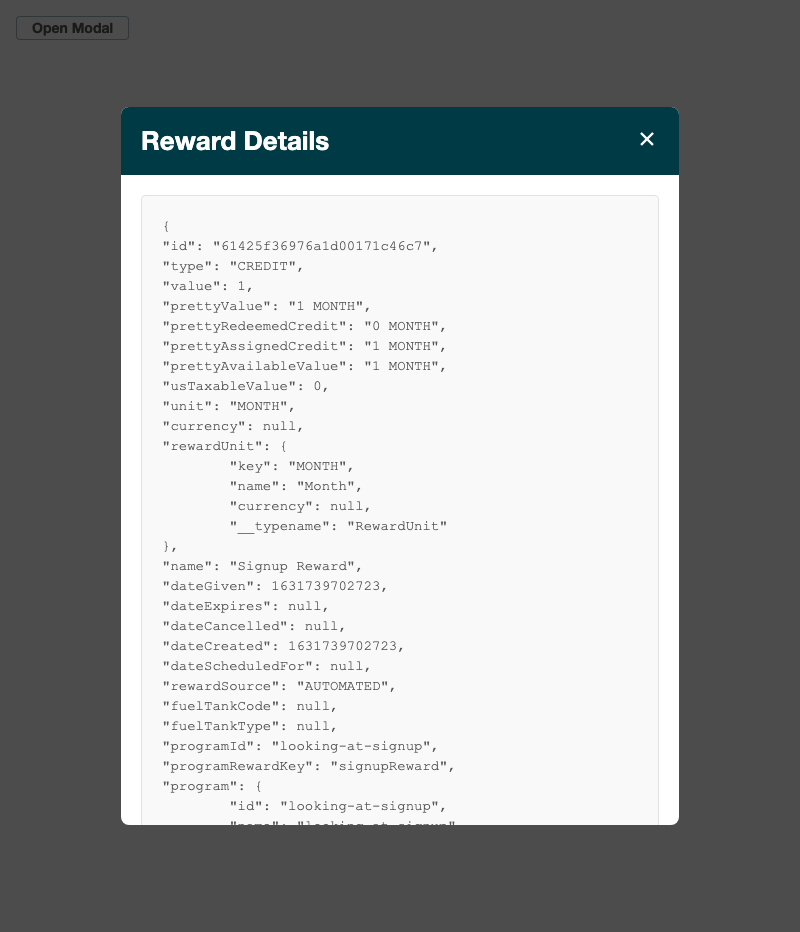 Open Modal
Reward Details
{
"id": "61425f36976a1d00171c46c7",
"type": "CREDIT",
"value": 1,
"prettyValue": "1 MONTH",
"prettyRedeemedCredit": "0 MONTH",
"prettyAssignedCredit": "1 MONTH",
"prettyAvailableValue": "1 MONTH",
"usTaxableValue": 0,
"unit": "MONTH",
"currency": null,
"rewardUnit": {
"key": "MONTH",
"name": "Month",
"currency": null,
"__typename": "RewardUnit"
},
"name": "Signup Reward",
"dateGiven": 1631739702723,
"dateExpires": null,
"dateCancelled": null,
"dateCreated": 1631739702723,
"dateScheduledFor": null,
"rewardSource": "AUTOMATED",
"fuelTankCode": null,
"fuelTankType": null,
"programId": "looking-at-signup",
"programRewardKey": "signupReward",
"program": {
"id": "looking-at-signup",